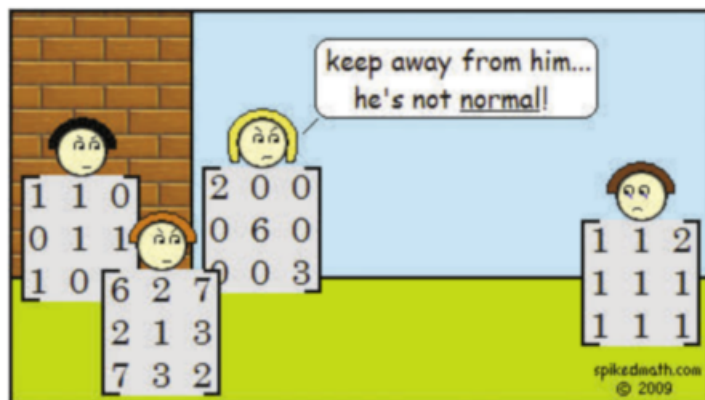 keep away from him...
he's not normal!
1 1 0
0 1 1
1 0
2 0 0
0 6 0
0 0 3
6 2 7
2 1 3
7 3 2
1 1 2
1 1 1
1 1 1
spikedmath.com
© 2009